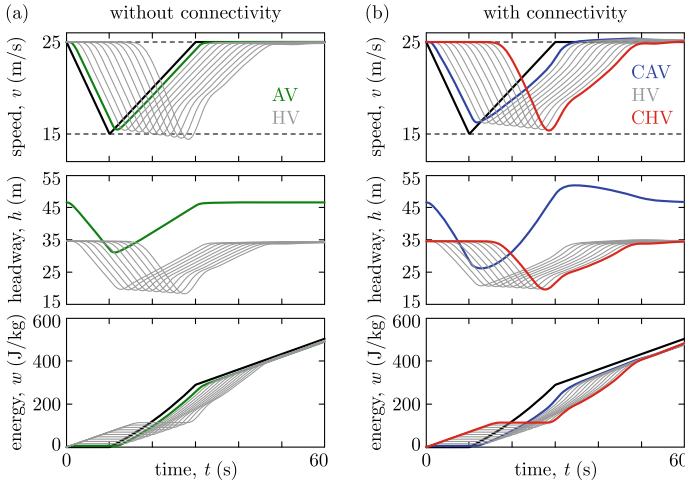 (a) without connectivity
25
15
speed, v (m/s)
AV
HV
55
45
35
25
15
headway, h (m)
600
400
200
0
energy, w (J/kg)
0 60
time, t (s)
(b) with connectivity
25
15
speed, v (m/s)
CAV
HV
CHV
55
45
35
25
15
headway, h (m)
600
400
200
0
energy, w (J/kg)
0 60
time, t (s)